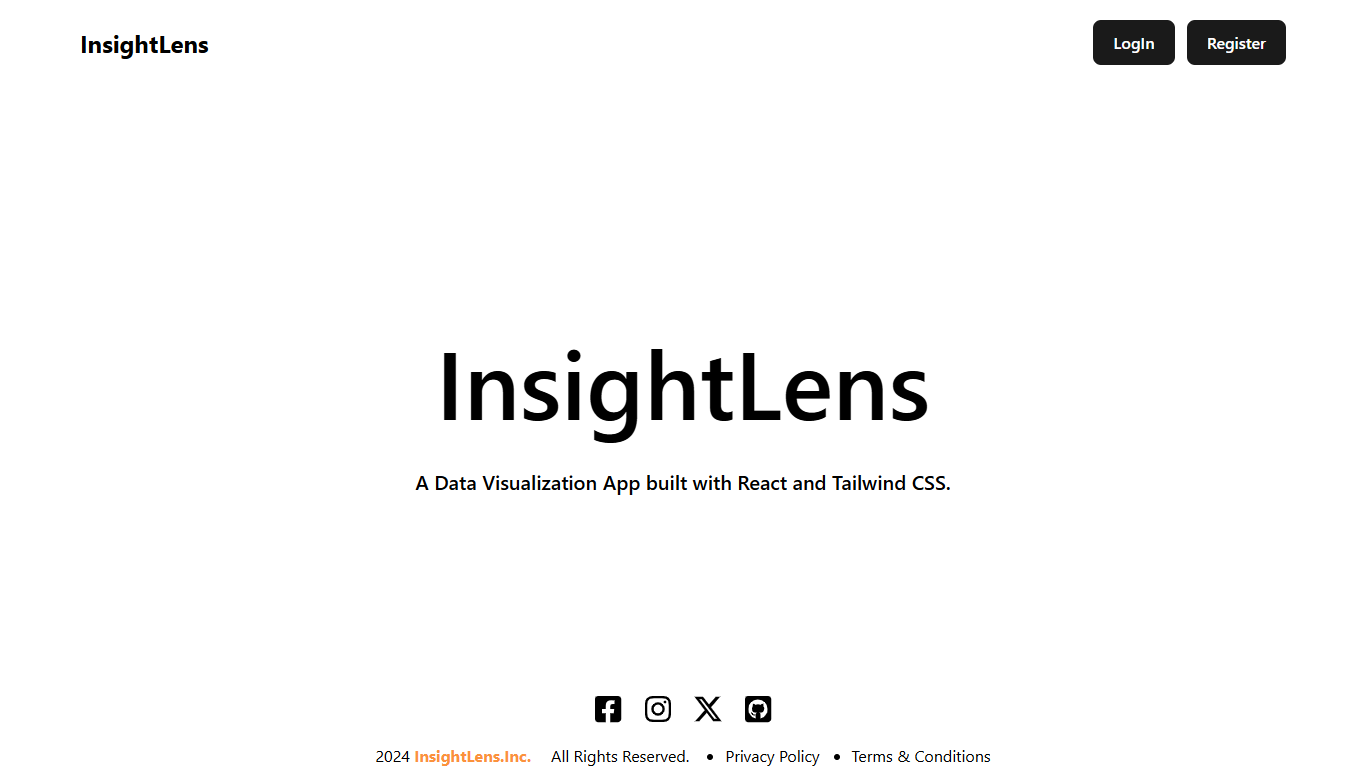 InsightLens
LogIn
Register
InsightLens
A Data Visualization App built with React and Tailwind CSS.
2024 InsightLens.Inc. All Rights Reserved. • Privacy Policy • Terms & Conditions